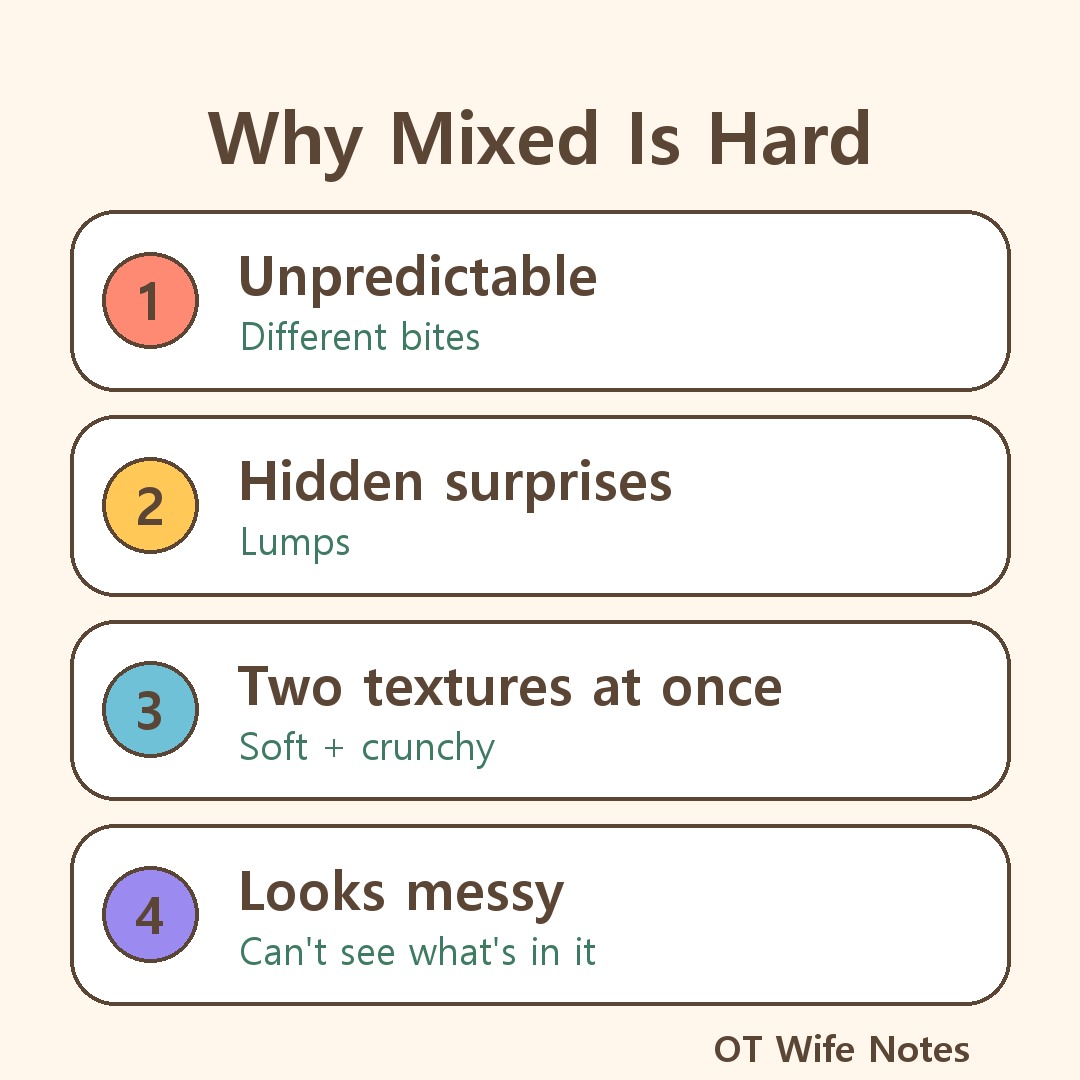 Why Mixed Is Hard
1
Unpredictable
Different bites
2
Hidden surprises
Lumps
3
Two textures at once
Soft + crunchy
4
Looks messy
Can't see what's in it
OT Wife Notes